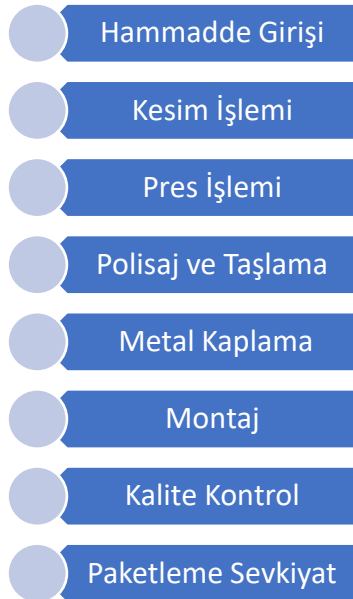 Hammadde Girişi
Kesim İşlemi
Pres İşlemi
Polisaj ve Taşlama
Metal Kaplama
Montaj
Kalite Kontrol
Paketleme Sevkiyat